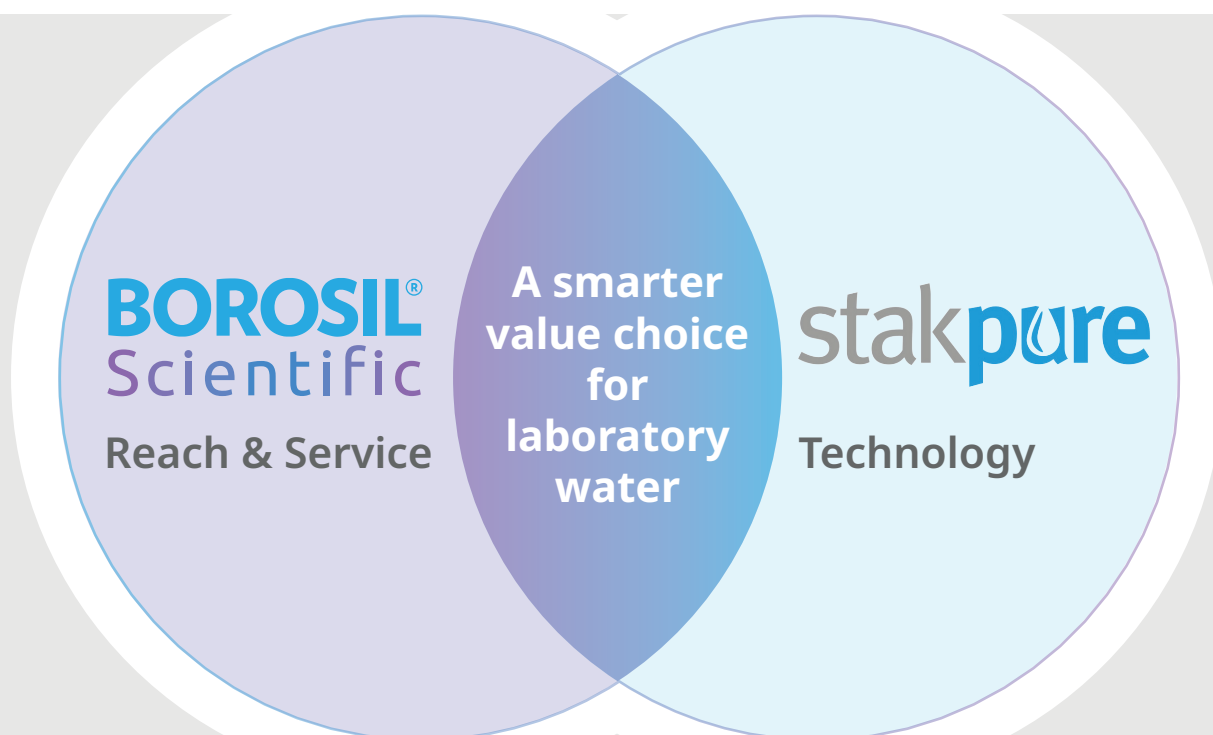 BOROSIL®
Scientific
Reach & Service
A smarter
value choice
for
laboratory
water
stakpure
Technology